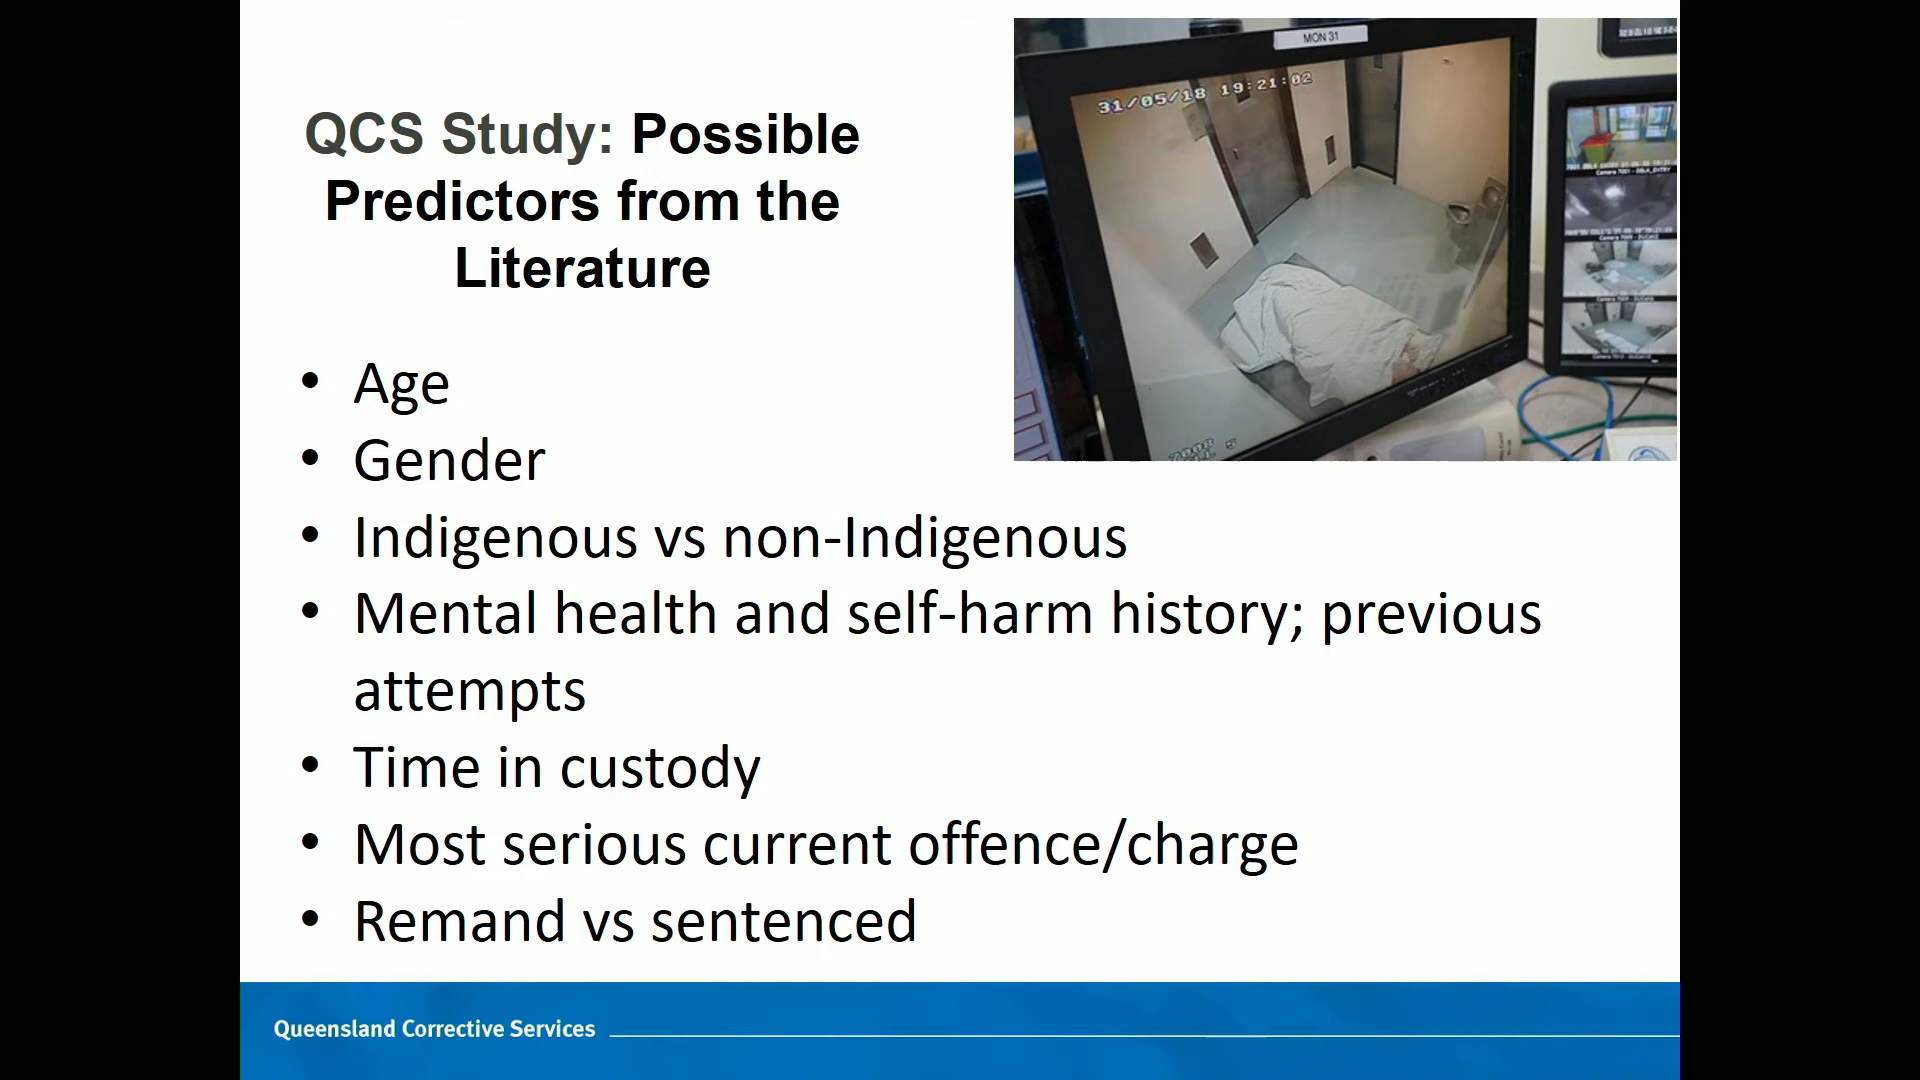 QCS Study: Possible
Predictors from the
Literature
MON 31
31/05/18 19:21:02
• Age
• Gender
• Indigenous vs non-Indigenous
• Mental health and self-harm history; previous
attempts
• Time in custody
• Most serious current offence/charge
• Remand vs sentenced
Queensland Corrective Services